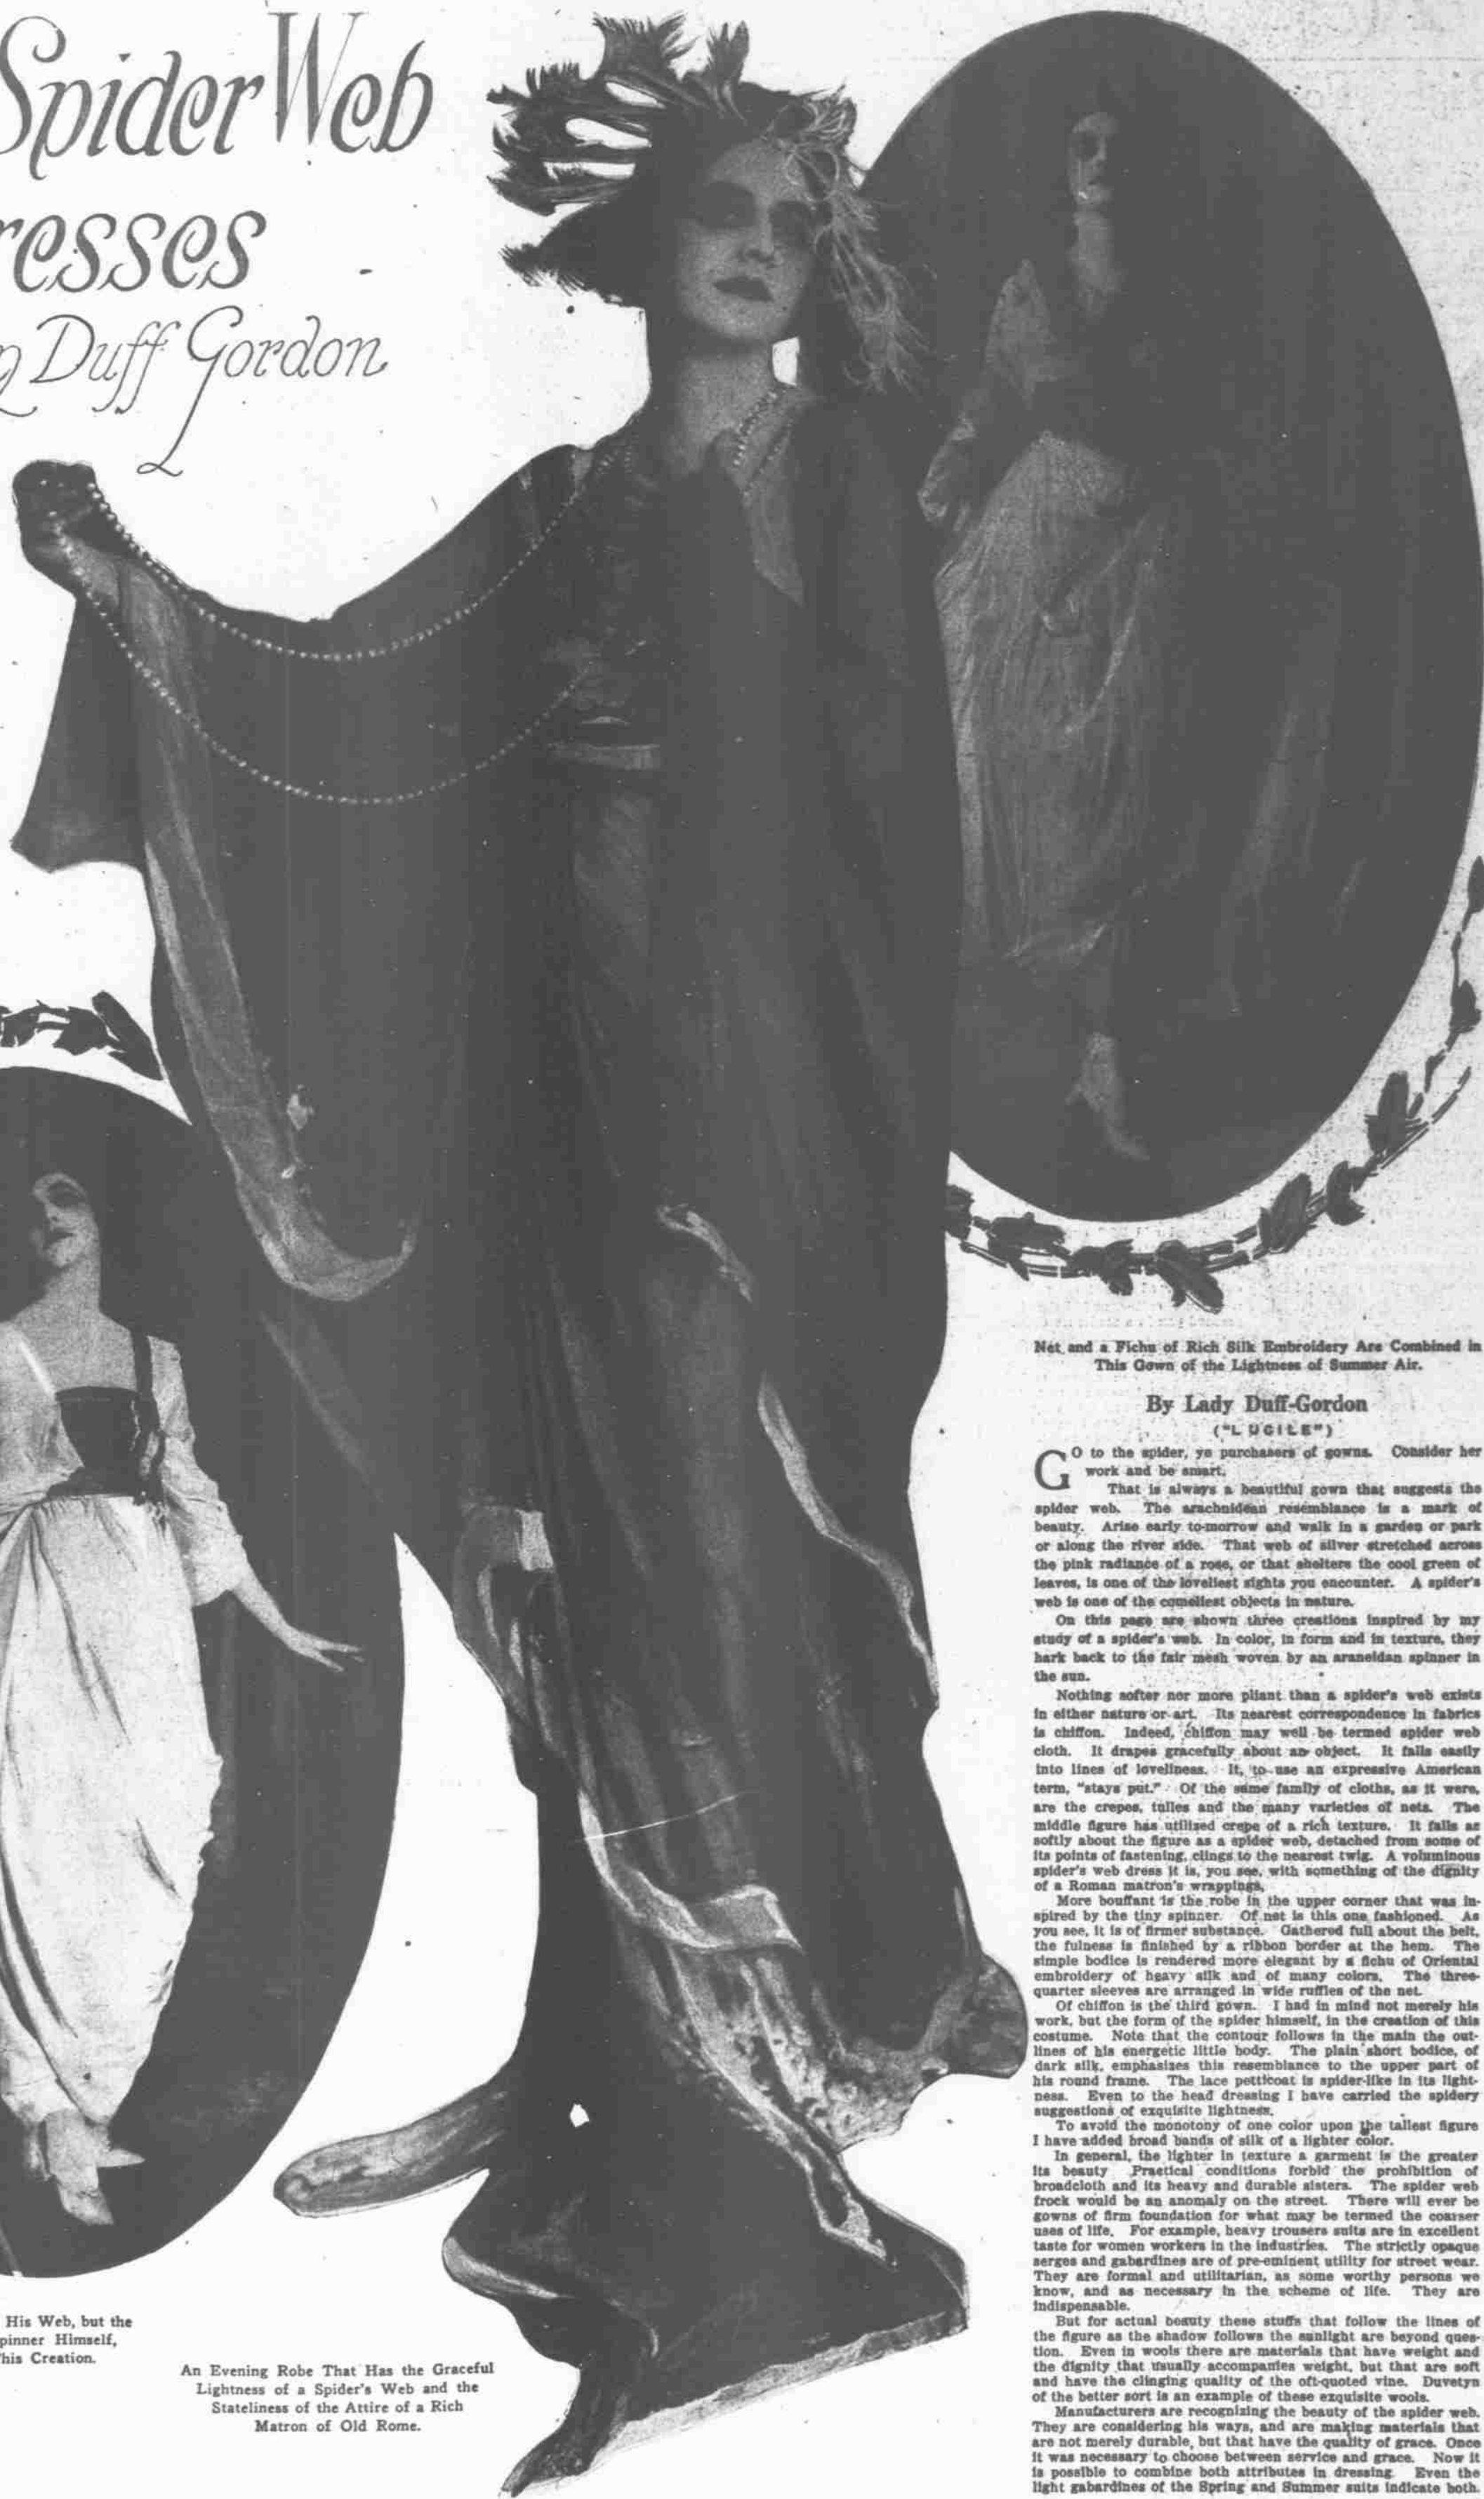 Spider Web
resses
Duff Gordon
His Web, but the
pinner Himself,
his Creation.
An Evening Robe That Has the Graceful
Lightness of a Spider's Web and the
Stateliness of the Attire of a Rich
Matron of Old Rome.
Net and a Fichu of Rich Silk Embroidery Are Combined in
This Gown of the Lightness of Summer Air.
By Lady Duff-Gordon
("LUCILE")
GO to the spider, ye purchasers of gowns. Consider her
work and be smart.
That is always a beautiful gown that suggests the
spider web. The arachnidean resemblance is a mark of
beauty. Arise early to-morrow and walk in a garden or park
or along the river side. That web of silver stretched across
the pink radiance of a rose, or that shelters the cool green of
leaves, is one of the loveliest sights you encounter. A spider's
web is one of the comeliest objects in nature.
On this page are shown three creations inspired by my
study of a spider's web. In color, in form and in texture, they
hark back to the fair mesh woven by an araneidan spinner in
the sun.
Nothing softer nor more pliant than a spider's web exists
in either nature or art. Its nearest correspondence in fabrics
is chiffon. Indeed, chiffon may well be termed spider web
cloth. It drapes gracefully about an object. It falls easily
into lines of loveliness. It, to use an expressive American
term, "stays put." Of the same family of cloths, as it were,
are the crepes, tulles and the many varieties of nets. The
middle figure has utilized crepe of a rich texture. It falls as
softly about the figure as a spider web, detached from some of
its points of fastening, clings to the nearest twig. A voluminous
spider's web dress it is, you see, with something of the dignity
of a Roman matron's wrappings.
More bouffant is the robe in the upper corner that was in-
spired by the tiny spinner. Of net is this one fashioned. As
you see, it is of firmer substance. Gathered full about the belt,
the fulness is finished by a ribbon border at the hem. The
simple bodice is rendered more elegant by a fichu of Oriental
embroidery of heavy silk and of many colors. The three-
quarter sleeves are arranged in wide ruffles of the net.
Of chiffon is the third gown. I had in mind not merely his
work, but the form of the spider himself, in the creation of this
costume. Note that the contour follows in the main the out-
lines of his energetic little body. The plain short bodice, of
dark silk, emphasizes this resemblance to the upper part of
his round frame. The lace petticoat is spider-like in its light-
ness. Even to the head dressing I have carried the spidery
suggestions of exquisite lightness.
To avoid the monotony of one color upon the tallest figure
I have added broad bands of silk of a lighter color.
In general, the lighter in texture a garment is the greater
its beauty Practical conditions forbid the prohibition of
broadcloth and its heavy and durable sisters. The spider web
frock would be an anomaly on the street. There will ever be
gowns of firm foundation for what may be termed the coarser
uses of life. For example, heavy trousers suits are in excellent
taste for women workers in the industries. The strictly opaque
serges and gabardines are of pre-eminent utility for street wear.
They are formal and utilitarian, as some worthy persons we
know, and as necessary in the scheme of life. They are
indispensable.
But for actual beauty these stuffs that follow the lines of
the figure as the shadow follows the sunlight are beyond ques-
tion. Even in wools there are materials that have weight and
the dignity that usually accompanies weight, but that are soft
and have the clinging quality of the oft-quoted vine. Duvetyn
of the better sort is an example of these exquisite wools.
Manufacturers are recognizing the beauty of the spider web.
They are considering his ways, and are making materials that
are not merely durable, but that have the quality of grace. Once
it was necessary to choose between service and grace. Now it
is possible to combine both attributes in dressing. Even the
light gabardines of the Spring and Summer suits indicate both.